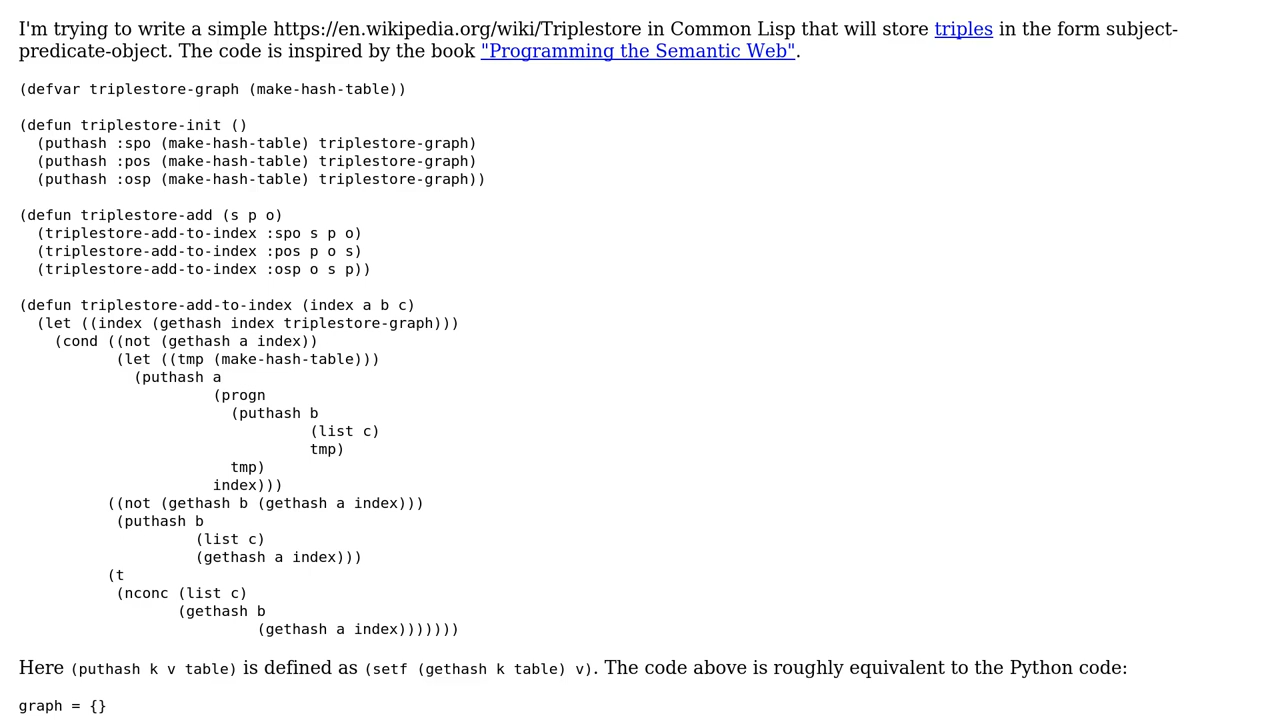 I'm trying to write a simple https://en.wikipedia.org/wiki/Triplestore in Common Lisp that will store triples in the form subject-
predicate-object. The code is inspired by the book "Programming the Semantic Web".
(defvar triplestore-graph (make-hash-table))
(defun triplestore-init ()
  (puthash :spo (make-hash-table) triplestore-graph)
  (puthash :pos (make-hash-table) triplestore-graph)
  (puthash :osp (make-hash-table) triplestore-graph))
(defun triplestore-add (s p o)
  (triplestore-add-to-index :spo s p o)
  (triplestore-add-to-index :pos p o s)
  (triplestore-add-to-index :osp o s p))
(defun triplestore-add-to-index (index a b c)
  (let ((index (gethash index triplestore-graph)))
    (cond ((not (gethash a index))
           (let ((tmp (make-hash-table)))
             (puthash a
                      (progn
                        (puthash b
                                 (list c)
                                 tmp)
                        tmp)
                      index)))
          ((not (gethash b (gethash a index)))
           (puthash b
                    (list c)
                    (gethash a index)))
          (t
           (nconc (list c)
                  (gethash b
                           (gethash a index)))))))
Here (puthash k v table) is defined as (setf (gethash k table) v). The code above is roughly equivalent to the Python code:
graph = {}